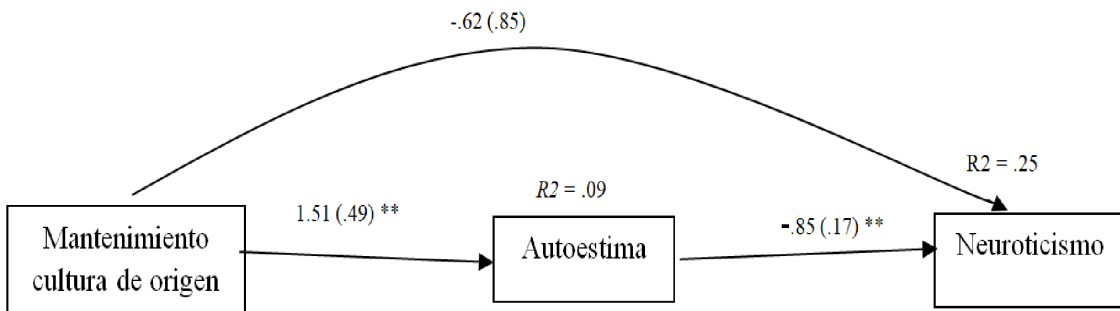 -.62 (.85)
R2 = .25
R2 = .09
1.51 (.49) **
-.85 (.17) **
Mantenimiento
cultura de origen
Autoestima
Neuroticismo